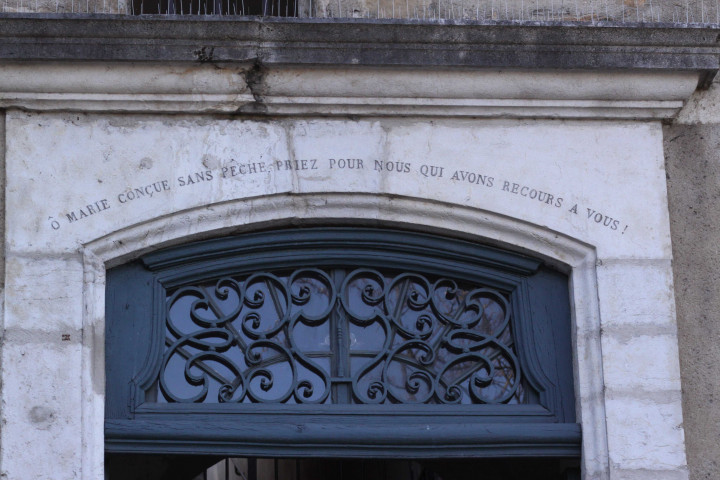 Ô MARIE CONÇUE SANS PÉCHÉ, PRIEZ POUR NOUS QUI AVONS RECOURS A VOUS !